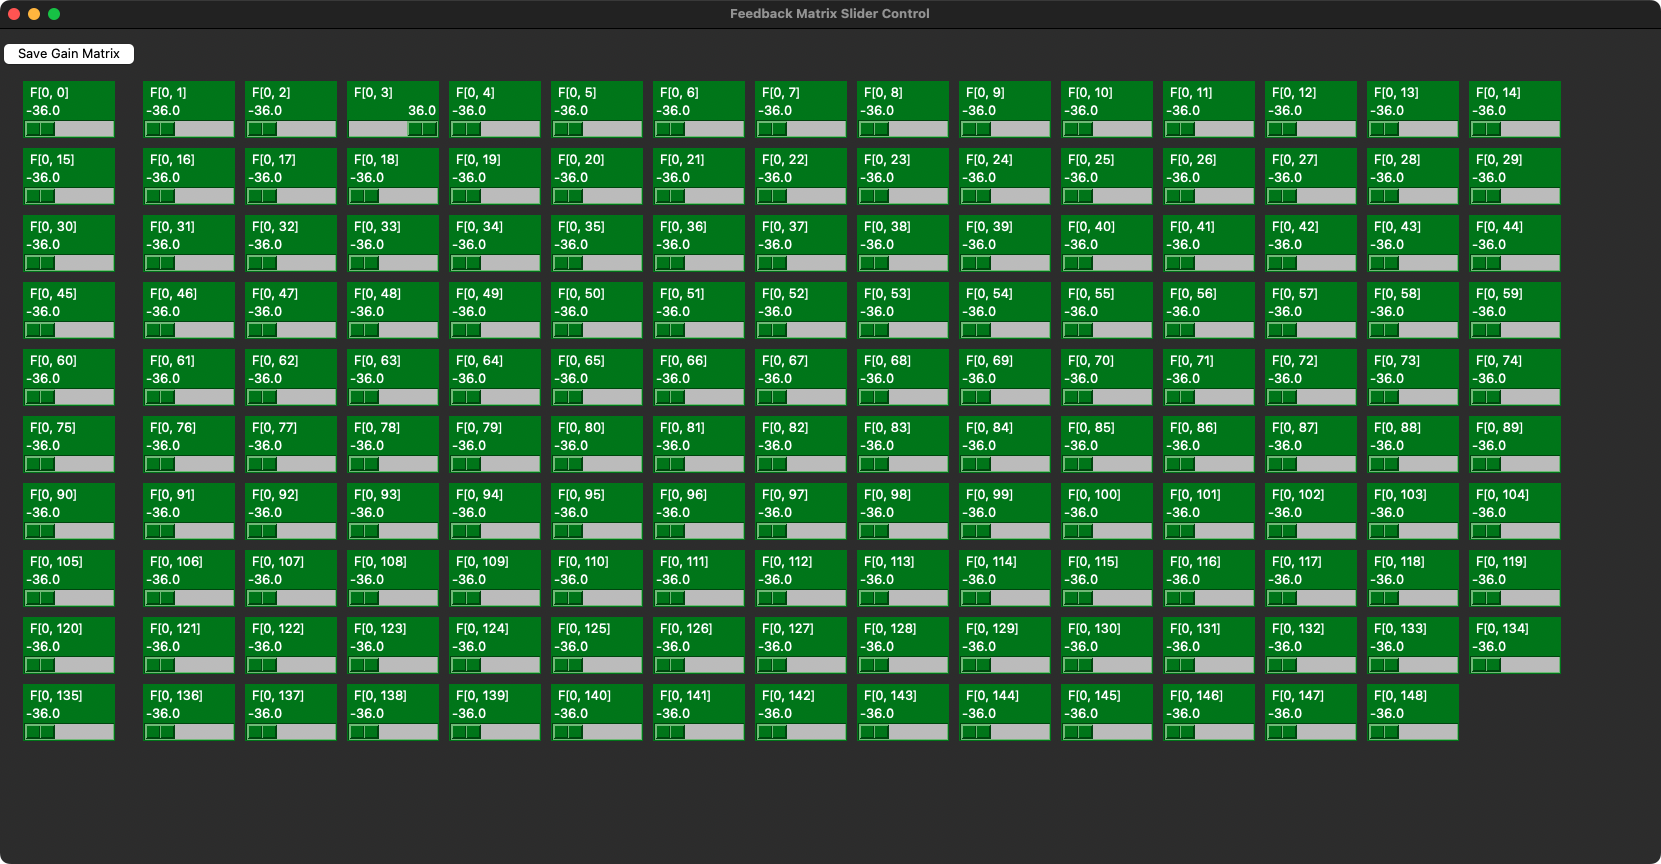 Feedback Matrix Slider Control
Save Gain Matrix
F[0, 0] F[0, 1] F[0, 2] F[0, 3] F[0, 4] F[0, 5] F[0, 6] F[0, 7] F[0, 8] F[0, 9] F[0, 10] F[0, 11] F[0, 12] F[0, 13] F[0, 14]
-36.0 -36.0 -36.0 36.0 -36.0 -36.0 -36.0 -36.0 -36.0 -36.0 -36.0 -36.0 -36.0 -36.0 -36.0
F[0, 15] F[0, 16] F[0, 17] F[0, 18] F[0, 19] F[0, 20] F[0, 21] F[0, 22] F[0, 23] F[0, 24] F[0, 25] F[0, 26] F[0, 27] F[0, 28] F[0, 29]
-36.0 -36.0 -36.0 -36.0 -36.0 -36.0 -36.0 -36.0 -36.0 -36.0 -36.0 -36.0 -36.0 -36.0 -36.0
F[0, 30] F[0, 31] F[0, 32] F[0, 33] F[0, 34] F[0, 35] F[0, 36] F[0, 37] F[0, 38] F[0, 39] F[0, 40] F[0, 41] F[0, 42] F[0, 43] F[0, 44]
-36.0 -36.0 -36.0 -36.0 -36.0 -36.0 -36.0 -36.0 -36.0 -36.0 -36.0 -36.0 -36.0 -36.0 -36.0
F[0, 45] F[0, 46] F[0, 47] F[0, 48] F[0, 49] F[0, 50] F[0, 51] F[0, 52] F[0, 53] F[0, 54] F[0, 55] F[0, 56] F[0, 57] F[0, 58] F[0, 59]
-36.0 -36.0 -36.0 -36.0 -36.0 -36.0 -36.0 -36.0 -36.0 -36.0 -36.0 -36.0 -36.0 -36.0 -36.0
F[0, 60] F[0, 61] F[0, 62] F[0, 63] F[0, 64] F[0, 65] F[0, 66] F[0, 67] F[0, 68] F[0, 69] F[0, 70] F[0, 71] F[0, 72] F[0, 73] F[0, 74]
-36.0 -36.0 -36.0 -36.0 -36.0 -36.0 -36.0 -36.0 -36.0 -36.0 -36.0 -36.0 -36.0 -36.0 -36.0
F[0, 75] F[0, 76] F[0, 77] F[0, 78] F[0, 79] F[0, 80] F[0, 81] F[0, 82] F[0, 83] F[0, 84] F[0, 85] F[0, 86] F[0, 87] F[0, 88] F[0, 89]
-36.0 -36.0 -36.0 -36.0 -36.0 -36.0 -36.0 -36.0 -36.0 -36.0 -36.0 -36.0 -36.0 -36.0 -36.0
F[0, 90] F[0, 91] F[0, 92] F[0, 93] F[0, 94] F[0, 95] F[0, 96] F[0, 97] F[0, 98] F[0, 99] F[0, 100] F[0, 101] F[0, 102] F[0, 103] F[0, 104]
-36.0 -36.0 -36.0 -36.0 -36.0 -36.0 -36.0 -36.0 -36.0 -36.0 -36.0 -36.0 -36.0 -36.0 -36.0
F[0, 105] F[0, 106] F[0, 107] F[0, 108] F[0, 109] F[0, 110] F[0, 111] F[0, 112] F[0, 113] F[0, 114] F[0, 115] F[0, 116] F[0, 117] F[0, 118] F[0, 119]
-36.0 -36.0 -36.0 -36.0 -36.0 -36.0 -36.0 -36.0 -36.0 -36.0 -36.0 -36.0 -36.0 -36.0 -36.0
F[0, 120] F[0, 121] F[0, 122] F[0, 123] F[0, 124] F[0, 125] F[0, 126] F[0, 127] F[0, 128] F[0, 129] F[0, 130] F[0, 131] F[0, 132] F[0, 133] F[0, 134]
-36.0 -36.0 -36.0 -36.0 -36.0 -36.0 -36.0 -36.0 -36.0 -36.0 -36.0 -36.0 -36.0 -36.0 -36.0
F[0, 135] F[0, 136] F[0, 137] F[0, 138] F[0, 139] F[0, 140] F[0, 141] F[0, 142] F[0, 143] F[0, 144] F[0, 145] F[0, 146] F[0, 147] F[0, 148]
-36.0 -36.0 -36.0 -36.0 -36.0 -36.0 -36.0 -36.0 -36.0 -36.0 -36.0 -36.0 -36.0 -36.0